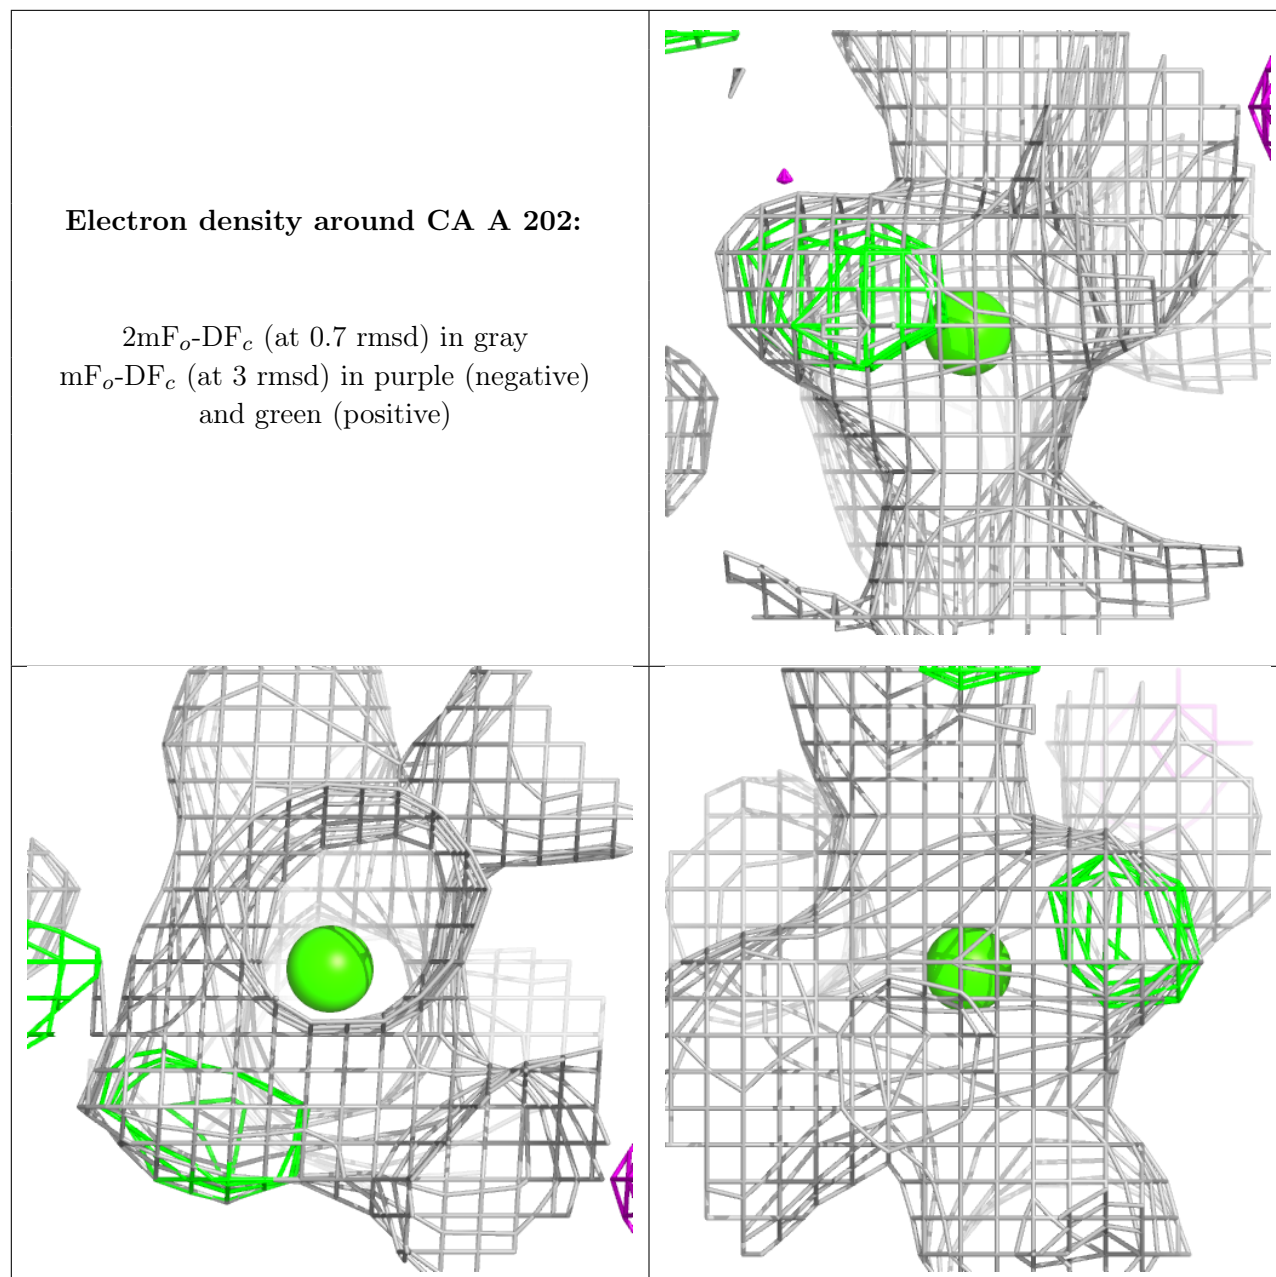 Electron density around CA A 202:
2mFₒ-DF𝒸 (at 0.7 rmsd) in gray
mFₒ-DF𝒸 (at 3 rmsd) in purple (negative)
and green (positive)